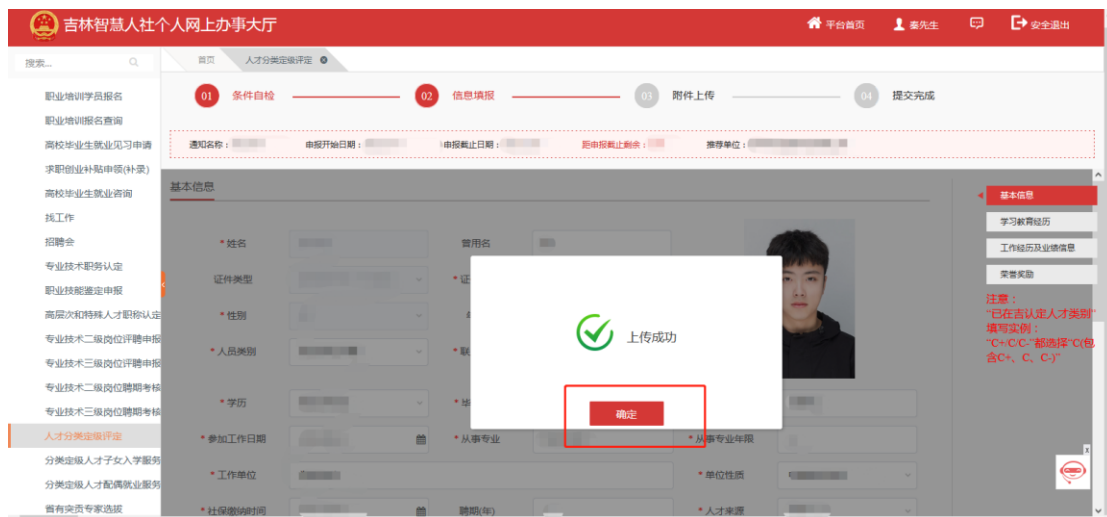 吉林智慧人社个人网上办事大厅
平台首页
秦先生
安全退出
搜索...
首页
人才分类定级评定
职业培训学员报名
职业培训报名查询
高校毕业生就业见习申请
求职创业补贴申领(补录)
高校毕业生就业咨询
找工作
招聘会
专业技术职务认定
职业技能鉴定申报
高层次和特殊人才职称认定
专业技术二级岗位评聘申报
专业技术三级岗位评聘申报
专业技术二级岗位聘期考核
专业技术三级岗位聘期考核
人才分类定级评定
分类定级人才子女入学服务
分类定级人才配偶就业服务
省有突贡专家选拔
01 条件自检
02 信息填报
03 附件上传
04 提交完成
通知名称：
申报开始日期：
申报截止日期：
距申报截止剩余：
推荐单位：
基本信息
*姓名
曾用名
证件类型
*证
*性别
*人员类别
*联
*学历
*毕
*参加工作日期
*从事专业
*从事专业年限
*工作单位
*单位性质
*社保缴纳时间
聘期(年)
*人才来源
上传成功
确定
基本信息
学习教育经历
工作经历及业绩信息
荣誉奖励
注意：
“已在吉认定人才类别”
填写实例：
“C+/C/C-”都选择“C(包
含C+、C、C-)”
x